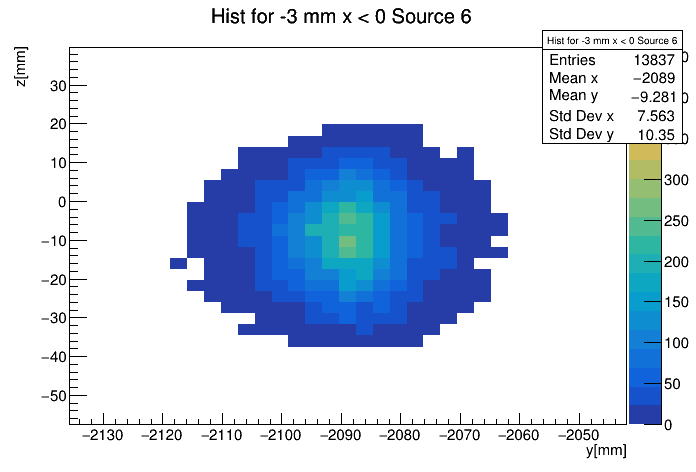 Hist for -3 mm x < 0 Source 6
Hist for -3 mm x < 0 Source 6
Entries 13837
Mean x −2089
Mean y −9.281
Std Dev x 7.563
Std Dev y 10.35
z[mm]
30
20
10
0
−10
−20
−30
−40
−50
−2130 −2120 −2110 −2100 −2090 −2080 −2070 −2060 −2050
y[mm]
300
250
200
150
100
50
0